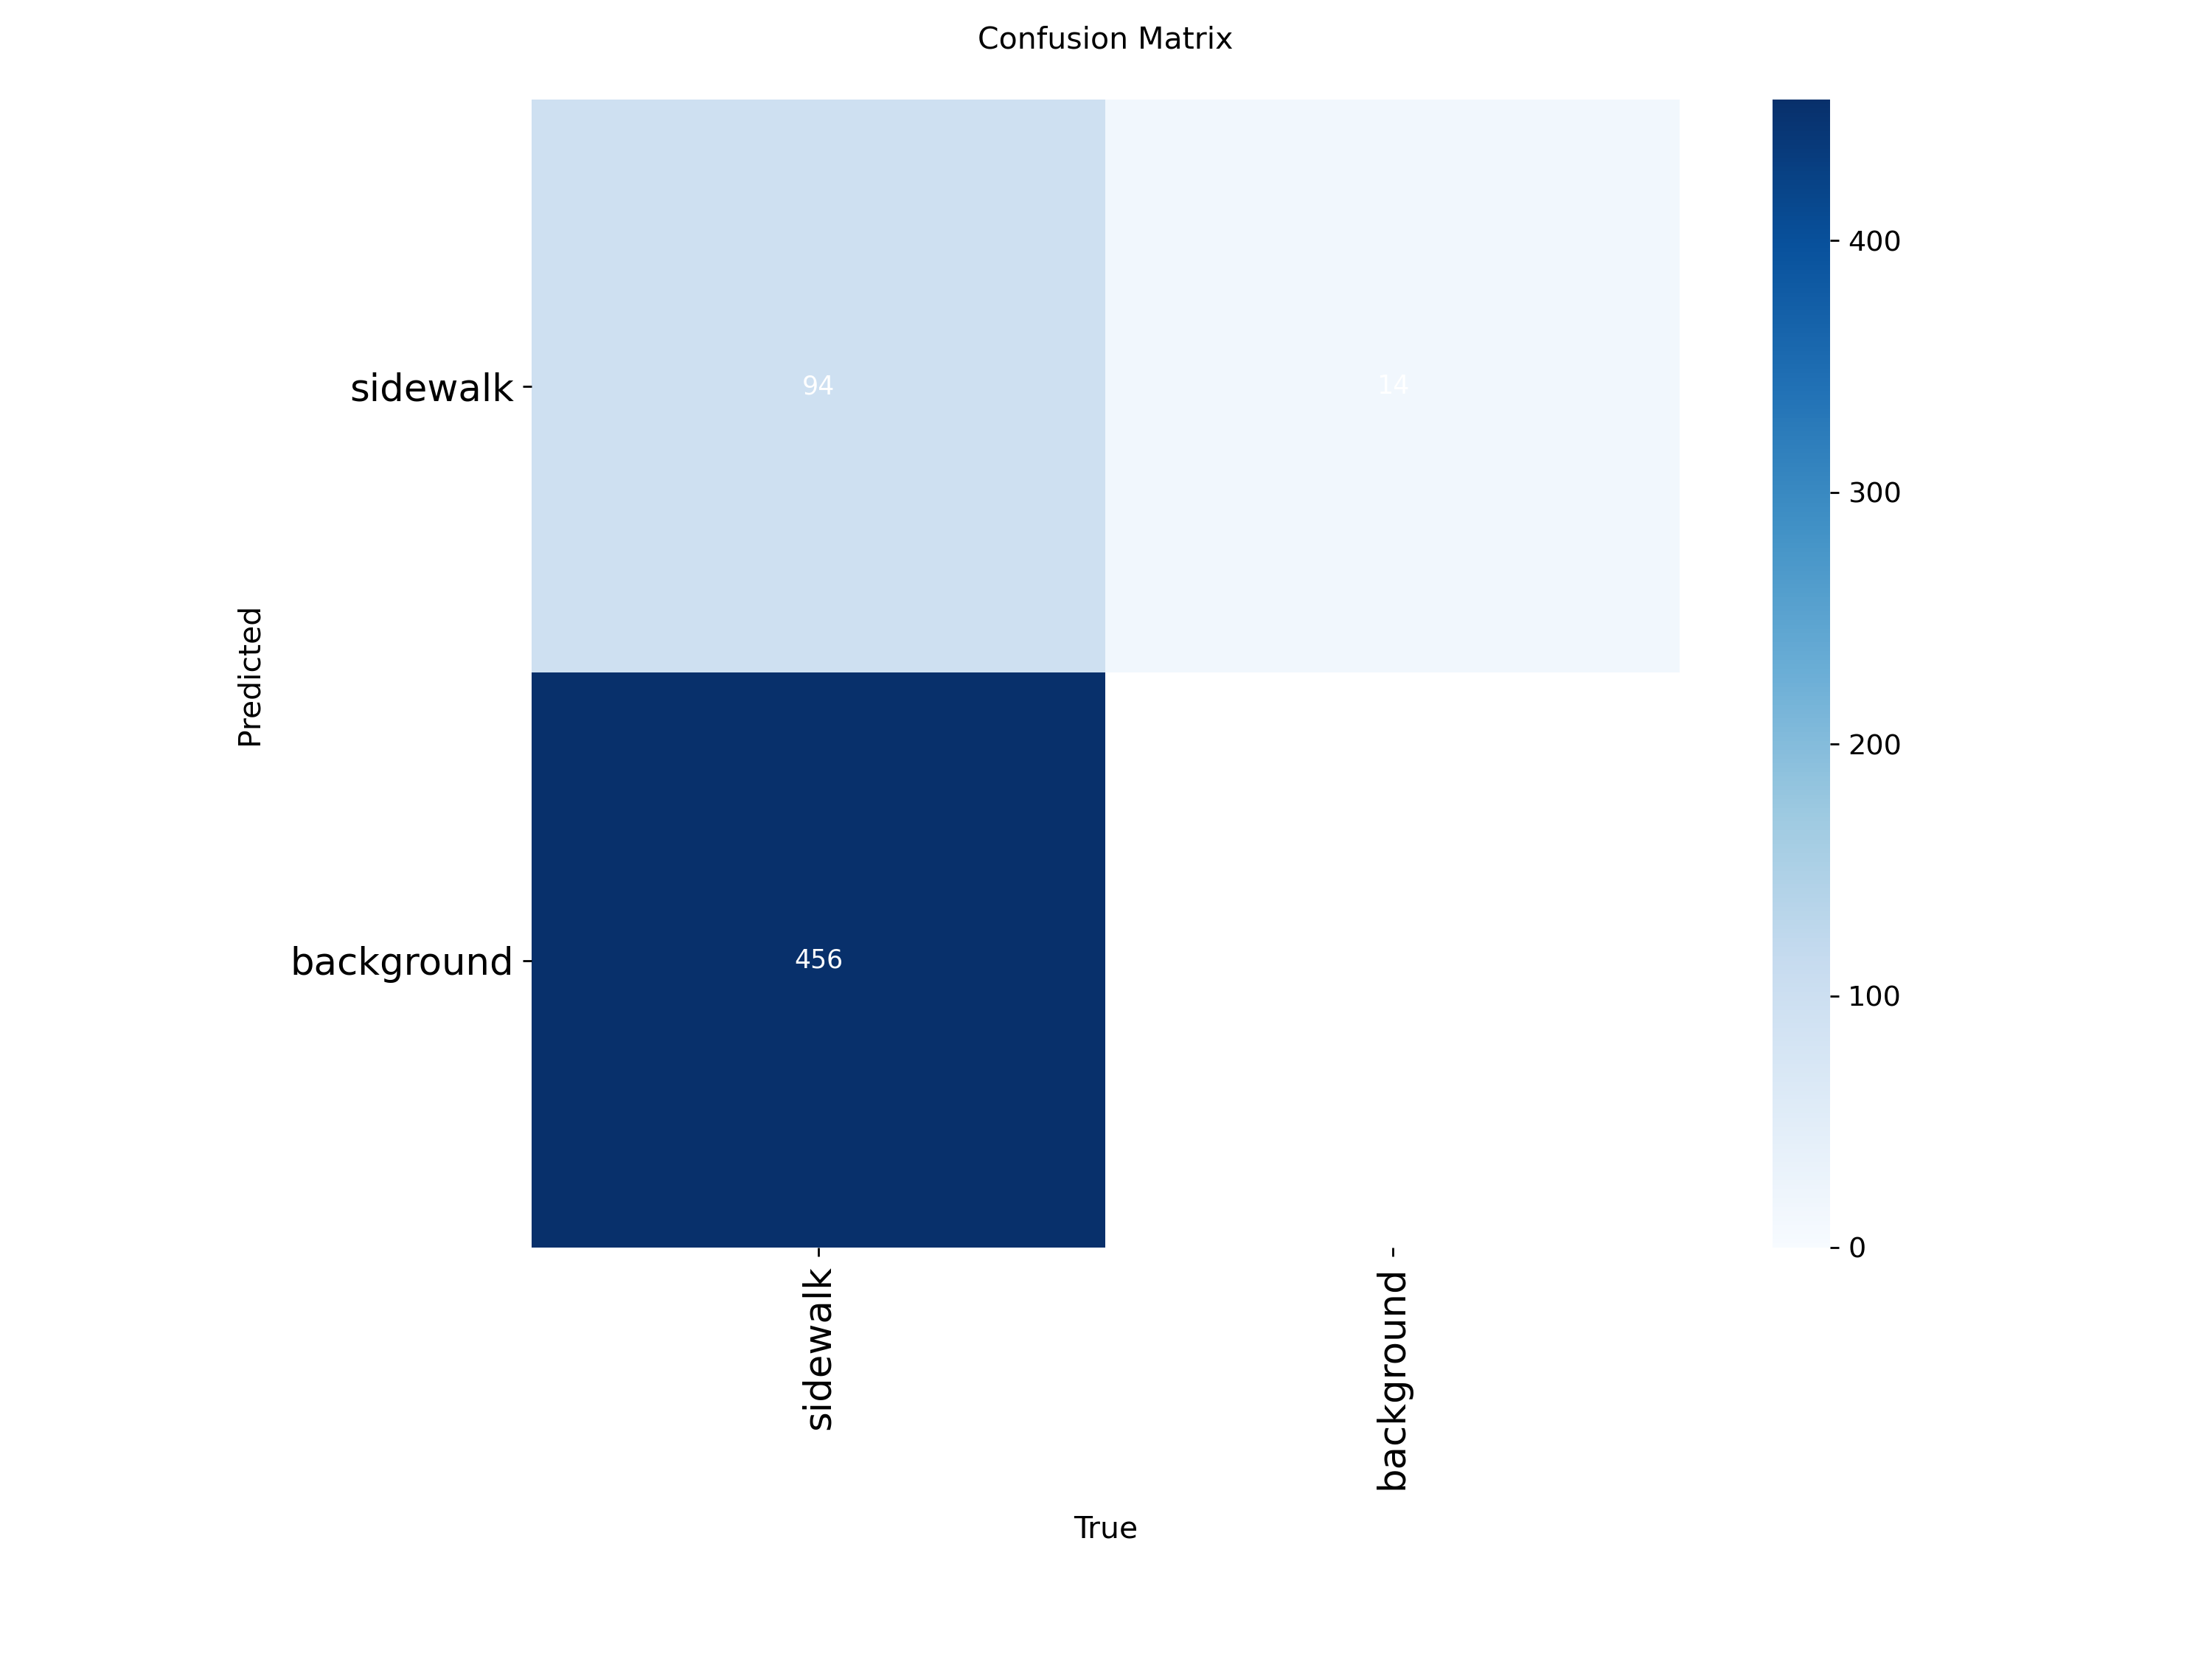 Confusion Matrix
sidewalk
94
14
background
456
Predicted
sidewalk
background
True
400
300
200
100
0